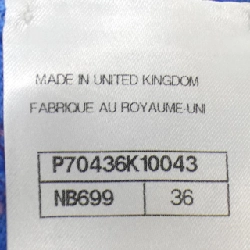 MADE IN UNITED KINGDOM
FABRIQUE AU ROYAUME-UNI
P70436K10043
NB699 36